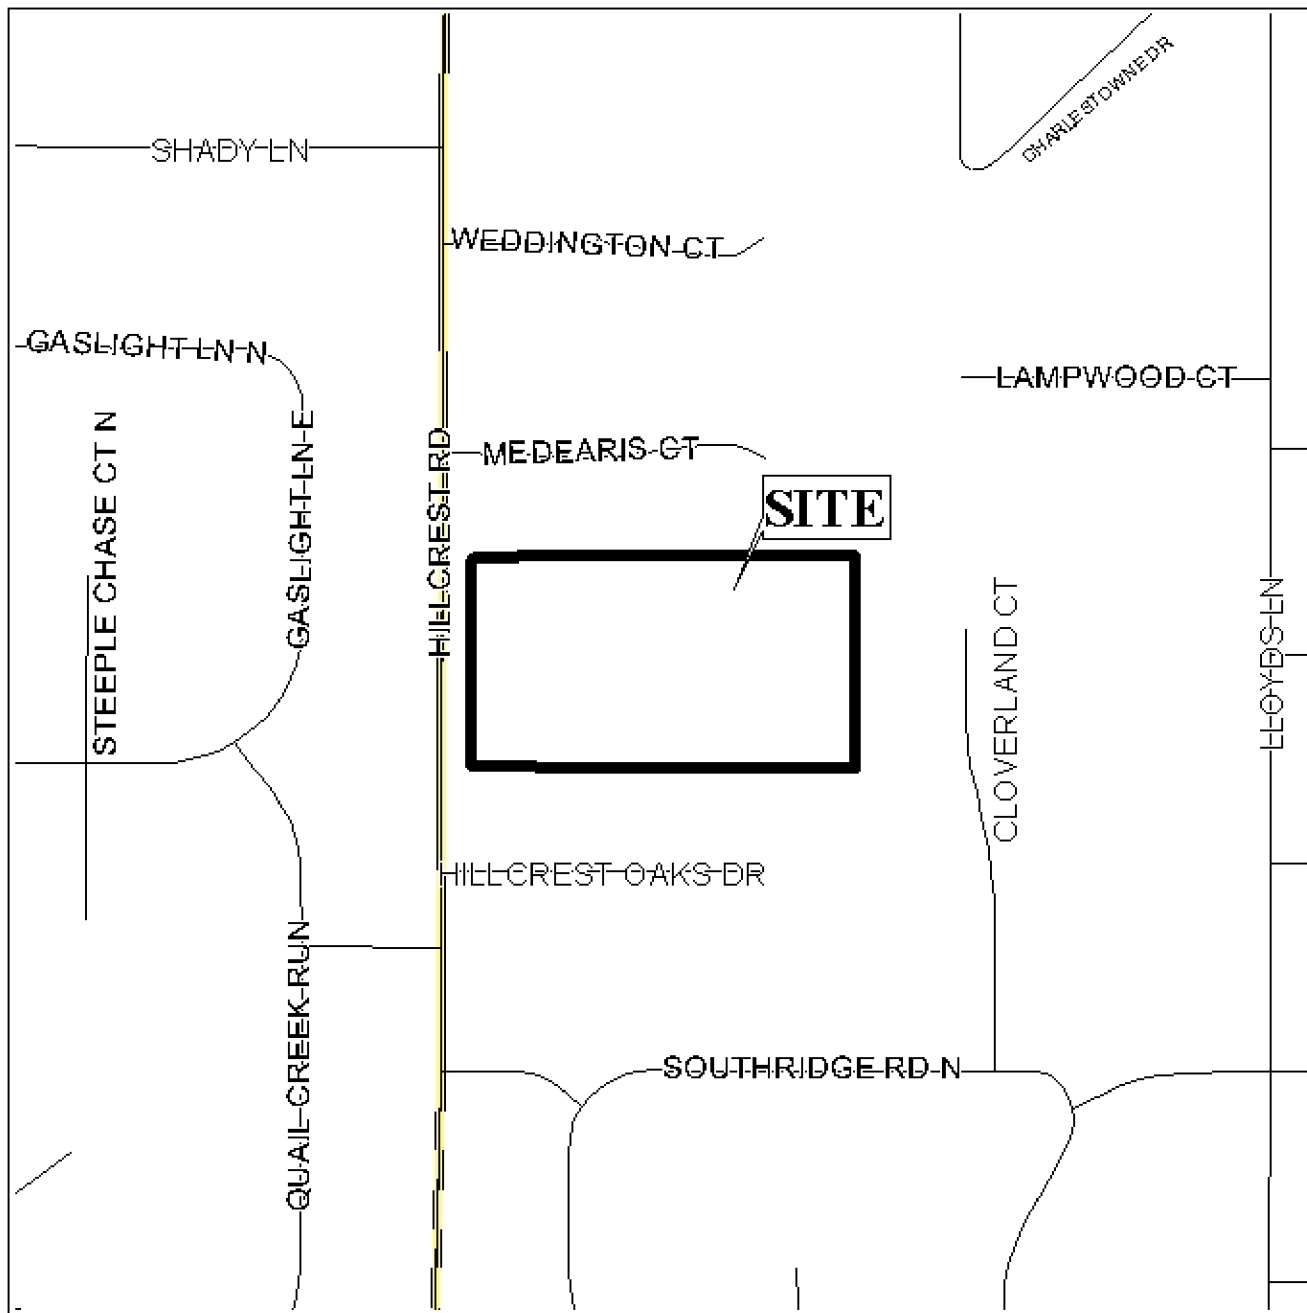 CHARLESTOWNE DR
SHADY LN
WEDDINGTON CT
GASLIGHT LN N
LAMPWOOD CT
STEEPLE CHASE CT N
GASLIGHT LN E
HILLCREST RD
MEDEARIS CT
SITE
CLOVERLAND CT
LLOYDS LN
HILLCREST OAKS DR
QUAIL CREEK RUN
SOUTHRIDGE RD N